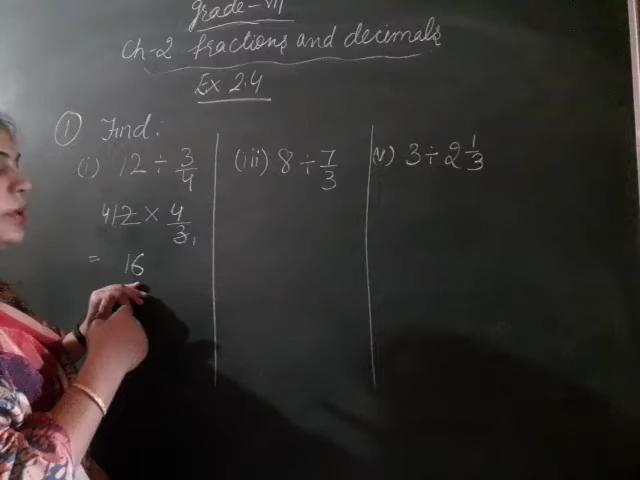 Grade-VII
Ch-2 fractions and decimals
Ex 2.4
① Find:
(i) 12 ÷ 3/4
(iii) 8 ÷ 7/3
(v) 3 ÷ 2 1/3
4 12 × 4/3 1
= 16